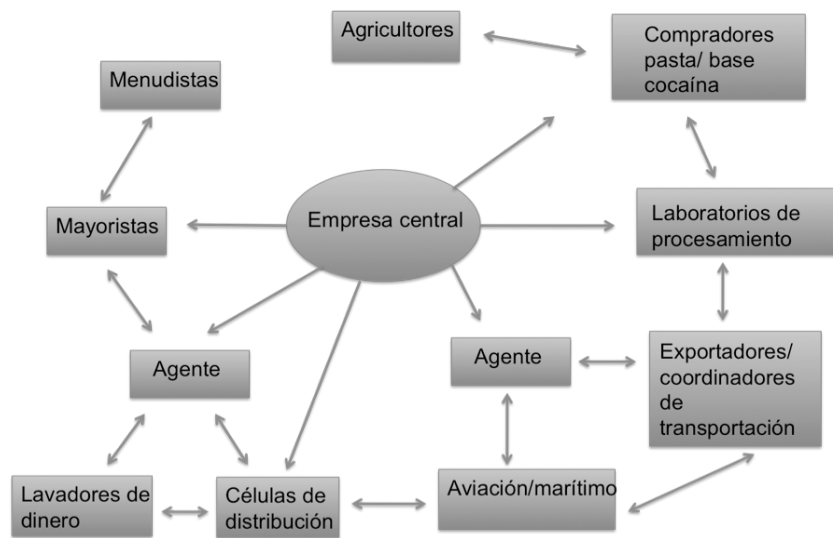 Agricultores
Compradores
pasta/ base
cocaína
Menudistas
Mayoristas
Empresa central
Laboratorios de
procesamiento
Agente
Agente
Exportadores/
coordinadores
de
transportación
Lavadores de
dinero
Células de
distribución
Aviación/marítimo